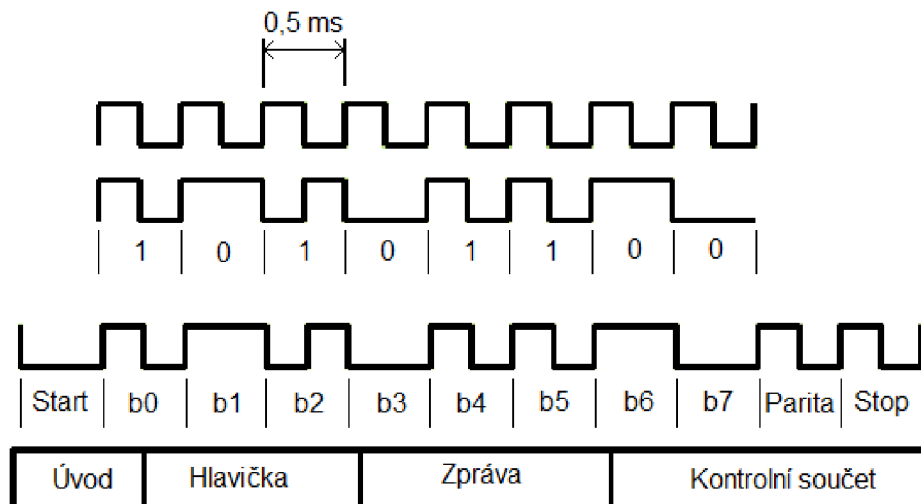 0,5 ms
1 0 1 0 1 1 0 0
Start b0 b1 b2 b3 b4 b5 b6 b7 Parita Stop
Úvod Hlavička Zpráva Kontrolní součet